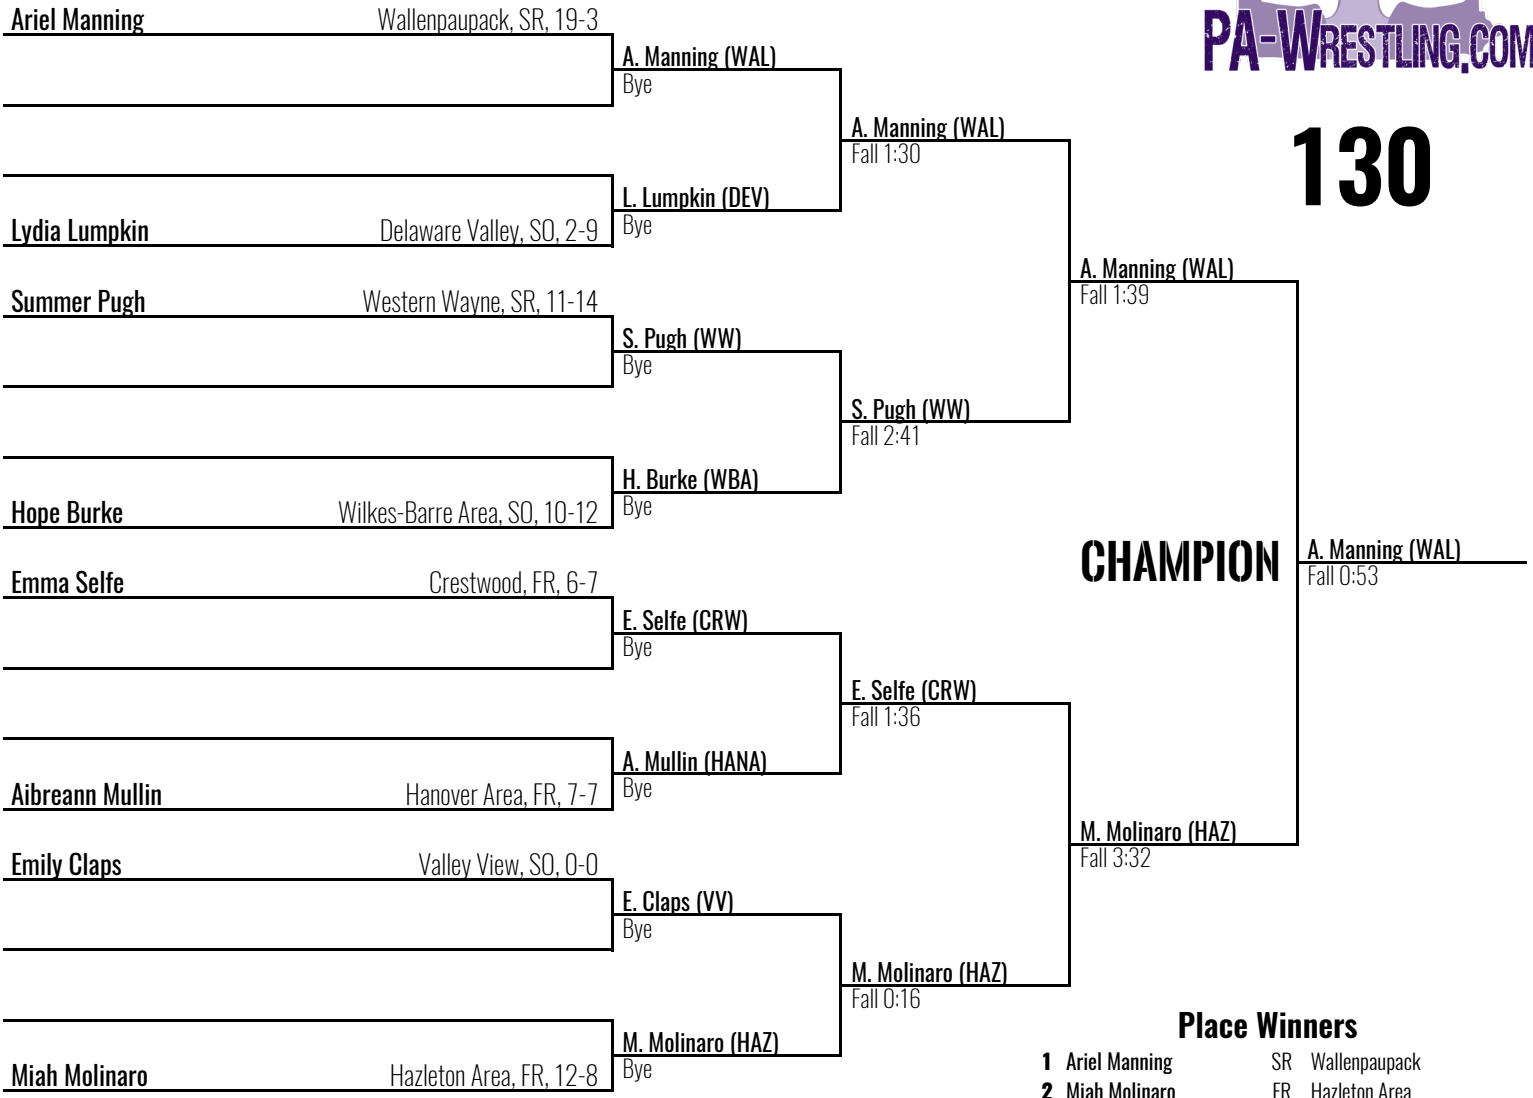 Ariel Manning Wallenpaupack, SR, 19-3
PA-WRESTLING.COM
A. Manning (WAL)
Bye
A. Manning (WAL)
Fall 1:30
130
L. Lumpkin (DEV)
Bye
Lydia Lumpkin Delaware Valley, SO, 2-9
A. Manning (WAL)
Fall 1:39
Summer Pugh Western Wayne, SR, 11-14
S. Pugh (WW)
Bye
S. Pugh (WW)
Fall 2:41
H. Burke (WBA)
Bye
Hope Burke Wilkes-Barre Area, SO, 10-12
CHAMPION
A. Manning (WAL)
Fall 0:53
Emma Selfe Crestwood, FR, 6-7
E. Selfe (CRW)
Bye
E. Selfe (CRW)
Fall 1:36
A. Mullin (HANA)
Bye
Aibreann Mullin Hanover Area, FR, 7-7
M. Molinaro (HAZ)
Fall 3:32
Emily Claps Valley View, SO, 0-0
E. Claps (VV)
Bye
M. Molinaro (HAZ)
Fall 0:16
M. Molinaro (HAZ)
Bye
Miah Molinaro Hazleton Area, FR, 12-8
Place Winners
1 Ariel Manning SR Wallenpaupack
2 Miah Molinaro FR Hazleton Area